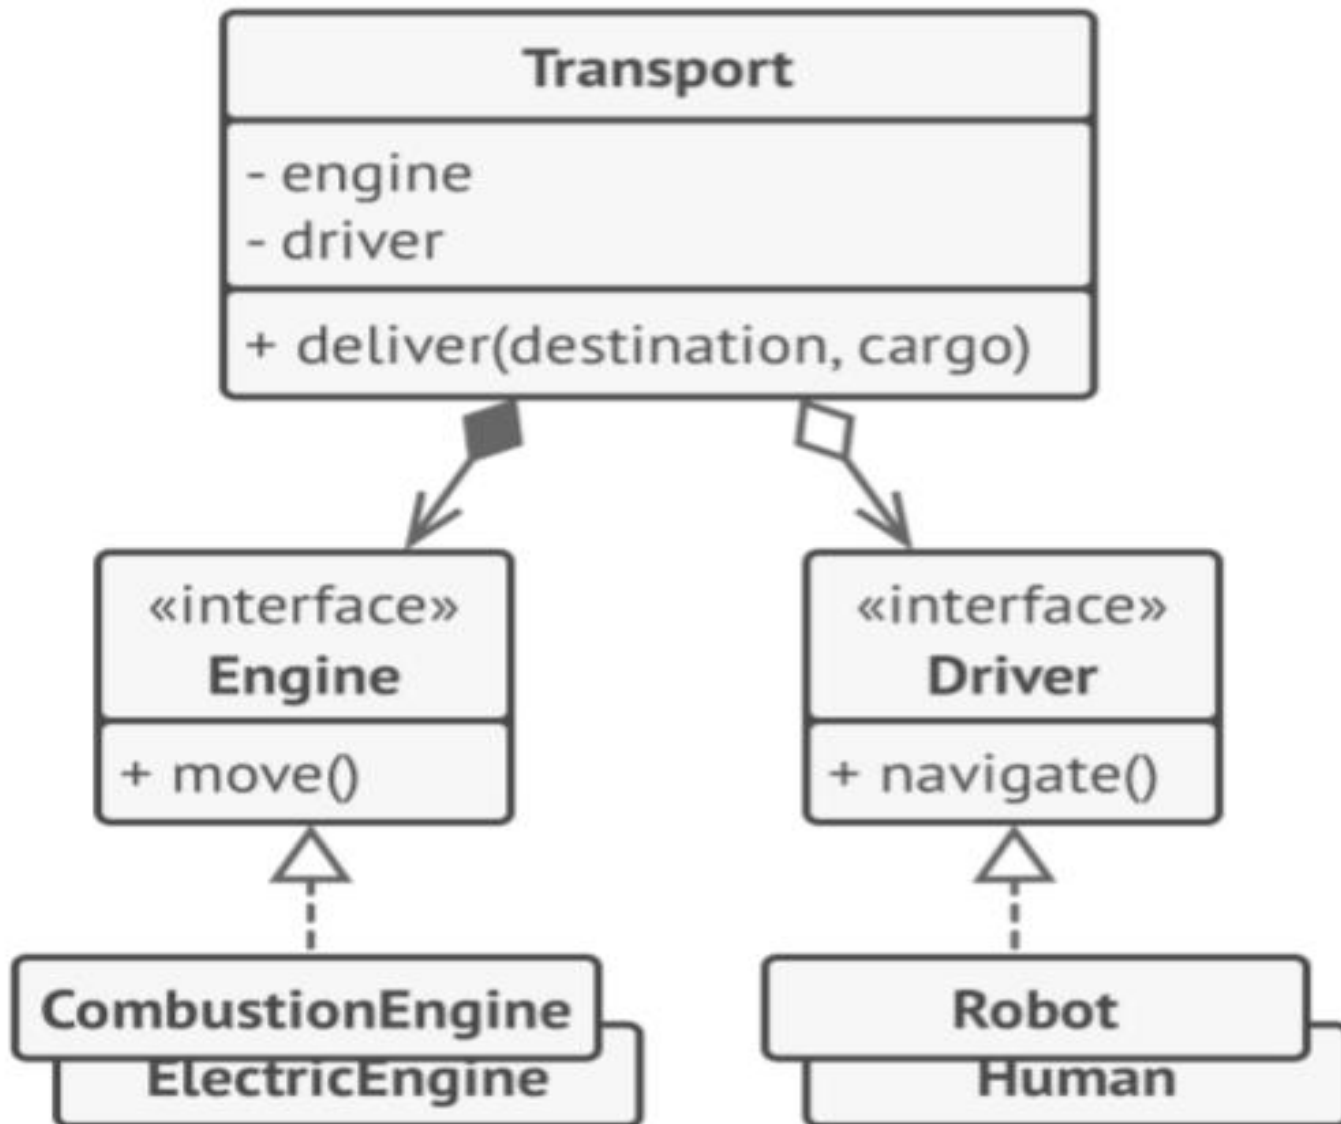 Transport
- engine
- driver
+ deliver(destination, cargo)
«interface»
Engine
+ move()
«interface»
Driver
+ navigate()
CombustionEngine
ElectricEngine
Robot
Human